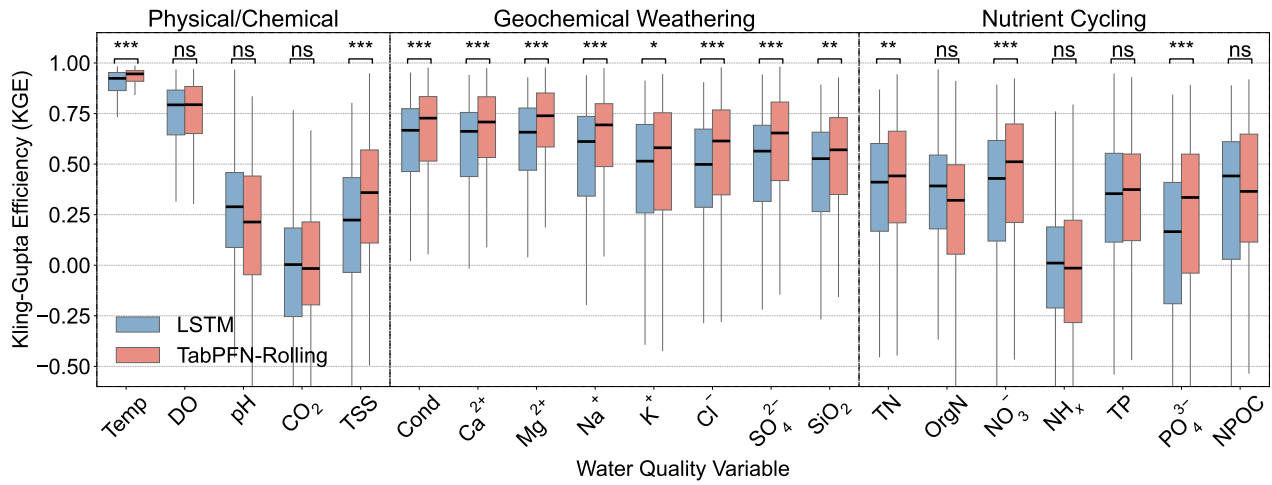 Physical/Chemical Geochemical Weathering Nutrient Cycling
*** ns ns ns *** *** *** *** *** * *** *** ** ** ns *** ns ns *** ns
Kling-Gupta Efficiency (KGE)
1.00
0.75
0.50
0.25
0.00
−0.25
−0.50
LSTM
TabPFN-Rolling
Temp DO pH CO₂ TSS Cond Ca²⁺ Mg²⁺ Na⁺ K⁺ Cl⁻ SO₄²⁻ SiO₂ TN OrgN NO₃⁻ NHₓ TP PO₄³⁻ NPOC
Water Quality Variable